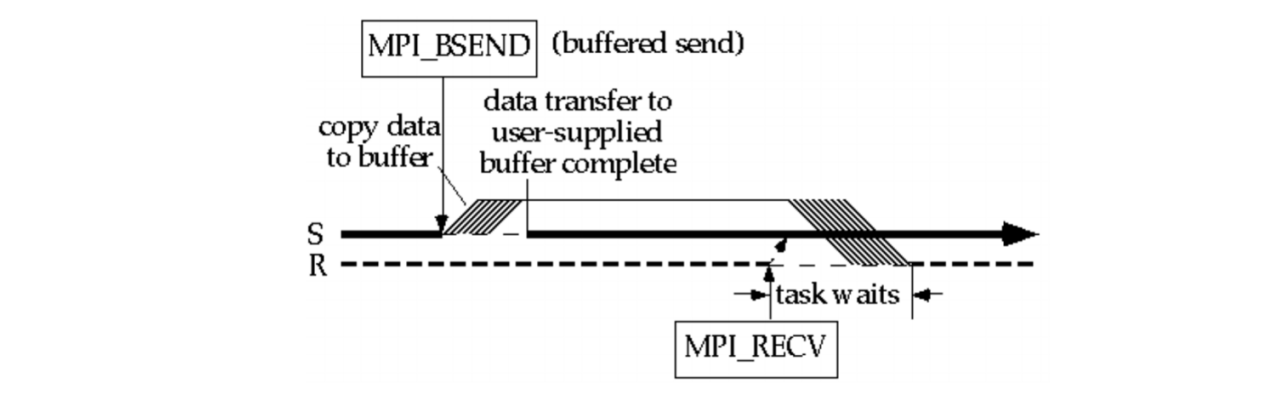 MPI_BSEND (buffered send)
data transfer to
user-supplied
buffer complete
copy data
to buffer
S
R
task waits
MPI_RECV